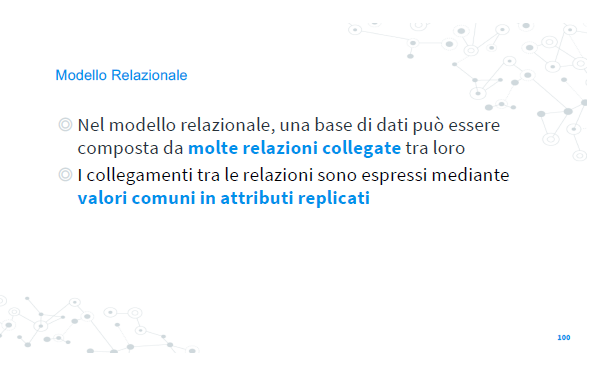 Modello Relazionale
Nel modello relazionale, una base di dati può essere
composta da molte relazioni collegate tra loro
I collegamenti tra le relazioni sono espressi mediante
valori comuni in attributi replicati
100